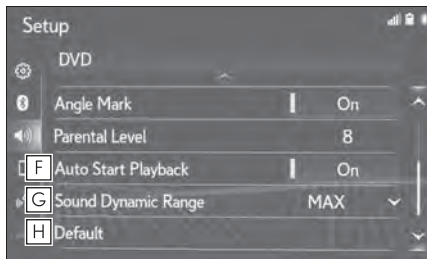 Setup
DVD
Angle Mark On
Parental Level 8
F Auto Start Playback On
G Sound Dynamic Range MAX
H Default